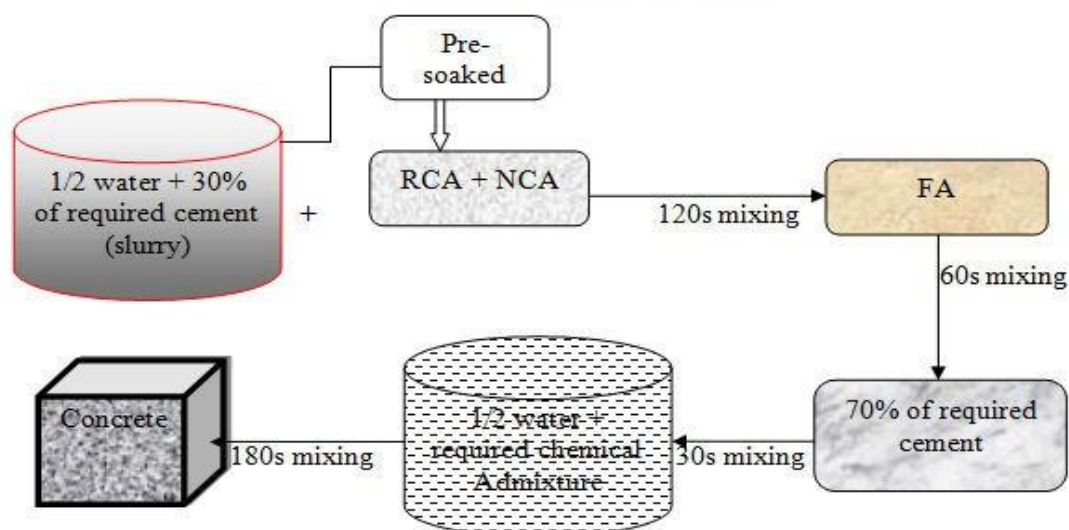 Pre-
soaked
1/2 water + 30%
of required cement
(slurry)
+
RCA + NCA
120s mixing
FA
60s mixing
70% of required
cement
30s mixing
1/2 water +
required chemical
Admixture
180s mixing
Concrete